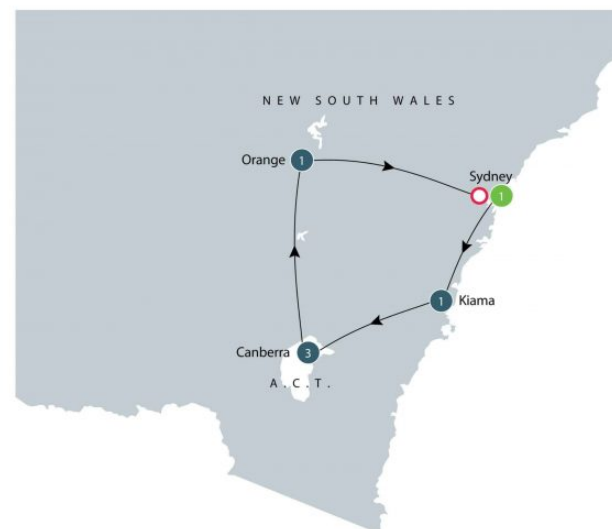 NEW SOUTH WALES
Orange 1
Sydney
1
1 Kiama
Canberra 3
A.C.T.